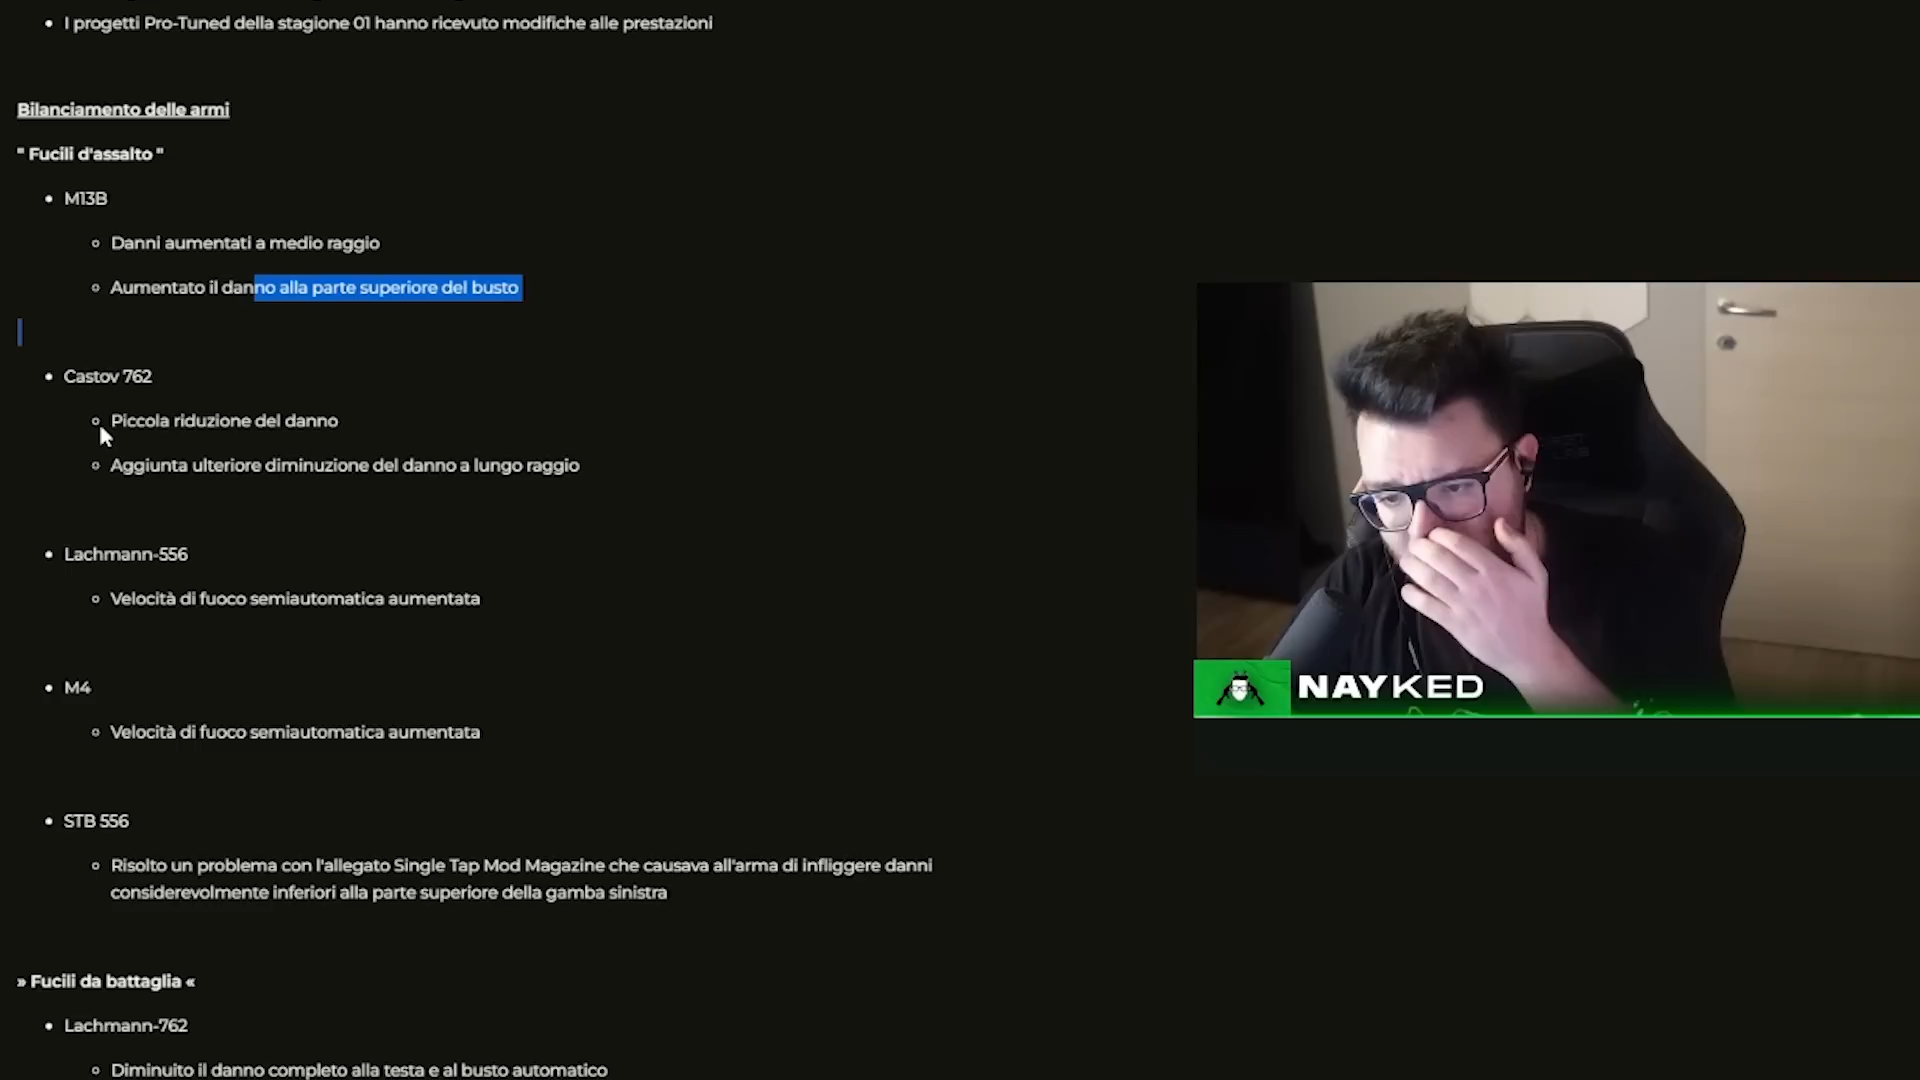 I progetti Pro-Tuned della stagione 01 hanno ricevuto modifiche alle prestazioni
Bilanciamento delle armi
" Fucili d'assalto "
M13B
Danni aumentati a medio raggio
Aumentato il danno alla parte superiore del busto
Castov 762
Piccola riduzione del danno
Aggiunta ulteriore diminuzione del danno a lungo raggio
Lachmann-556
Velocità di fuoco semiautomatica aumentata
M4
Velocità di fuoco semiautomatica aumentata
STB 556
Risolto un problema con l'allegato Single Tap Mod Magazine che causava all'arma di infliggere danni
considerevolmente inferiori alla parte superiore della gamba sinistra
» Fucili da battaglia «
Lachmann-762
Diminuito il danno completo alla testa e al busto automatico
NAYKED